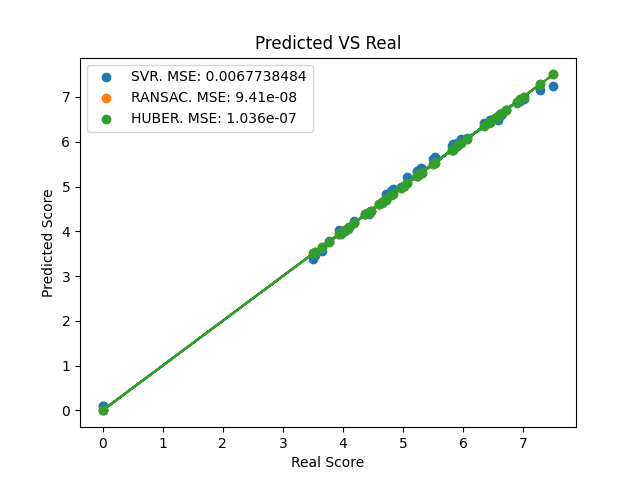 Predicted VS Real
SVR. MSE: 0.0067738484
RANSAC. MSE: 9.41e-08
HUBER. MSE: 1.036e-07
7
6
5
4
3
2
1
0
Predicted Score
0 1 2 3 4 5 6 7
Real Score